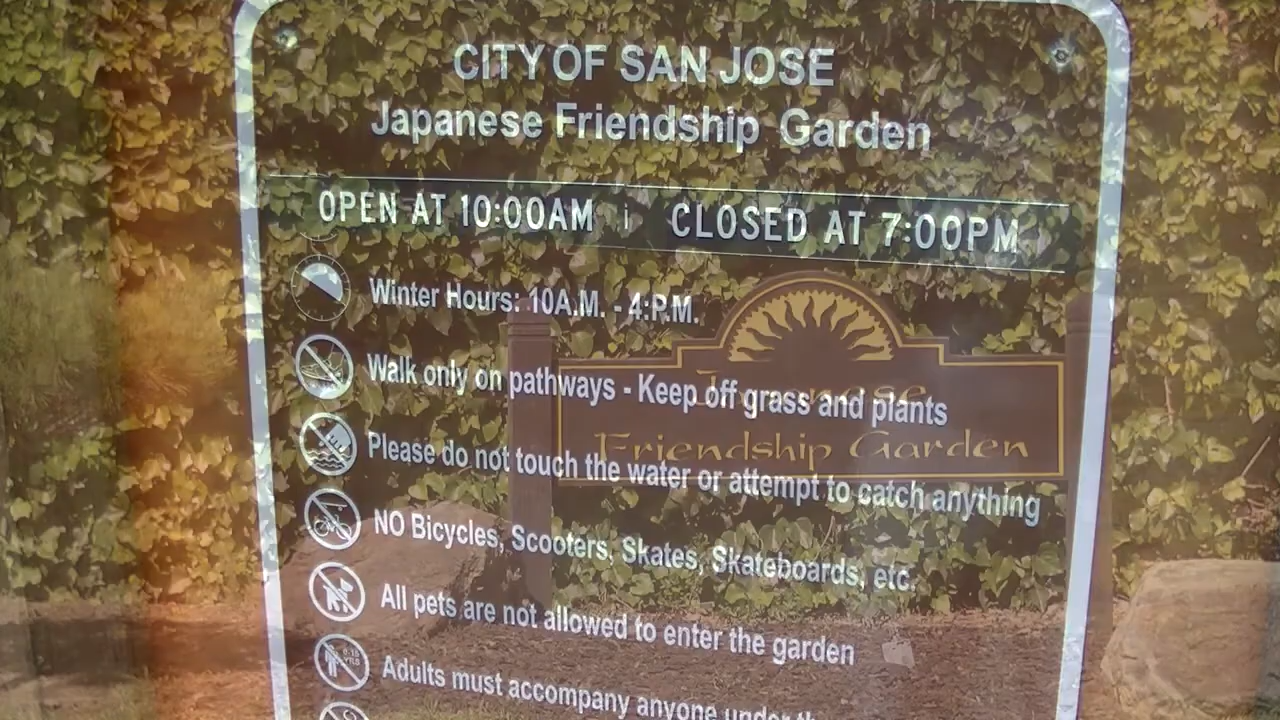 CITY OF SAN JOSE
Japanese Friendship Garden
OPEN AT 10:00AM
CLOSED AT 7:00PM
Winter Hours: 10A.M. - 4:P.M.
Walk only on pathways - Keep off grass and plants
Japanese
Friendship Garden
Please do not touch the water or attempt to catch anything
NO Bicycles, Scooters, Skates, Skateboards, etc.
All pets are not allowed to enter the garden
Adults must accompany anyone under